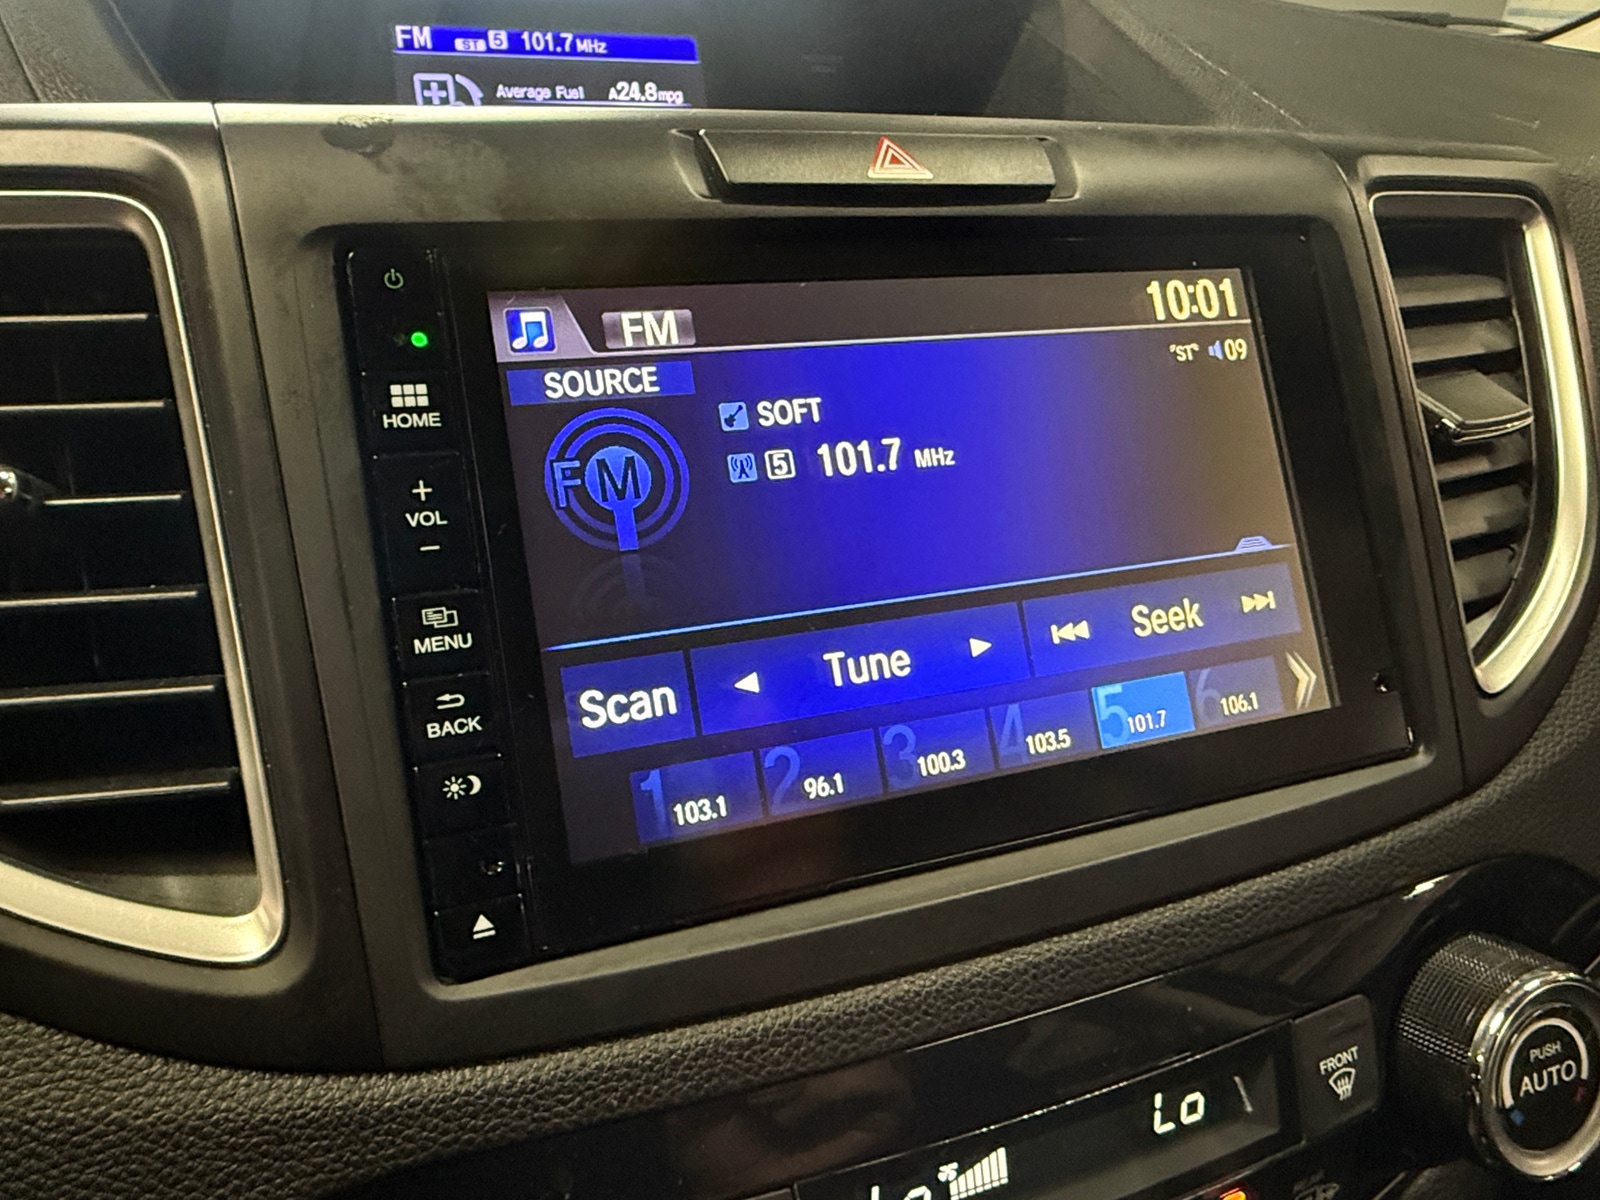 FM ST 5 101.7 MHz
Average Fuel A24.8 mpg
FM 10:01
"ST" 09
SOURCE
FM
SOFT
5 101.7 MHz
Scan Tune Seek
1 103.1 2 96.1 3 100.3 4 103.5 5 101.7 6 106.1
HOME
+
VOL
−
MENU
BACK
FRONT
PUSH
AUTO
Lo